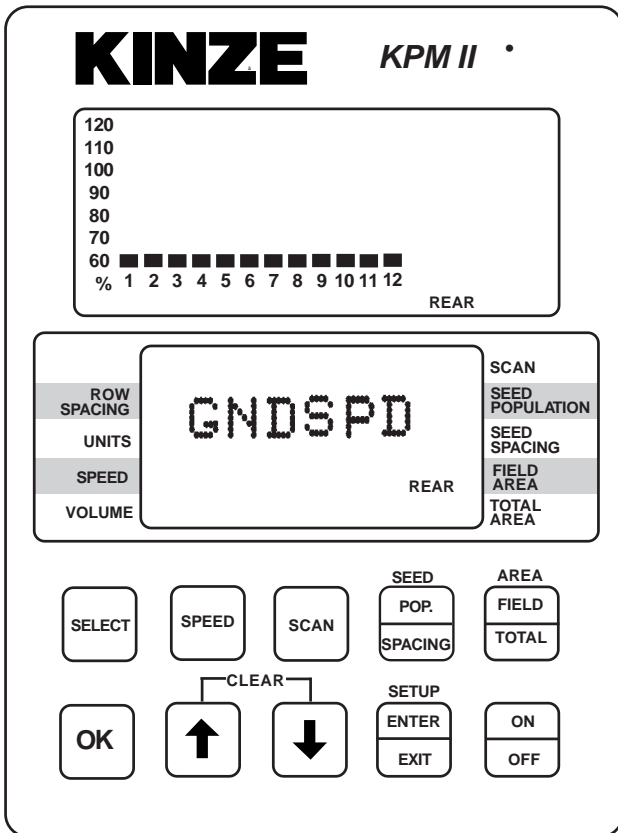 KINZE KPM II
120
110
100
90
80
70
60
% 1 2 3 4 5 6 7 8 9 10 11 12
REAR
ROW
SPACING
UNITS
SPEED
VOLUME
GNDSPD
REAR
SCAN
SEED
POPULATION
SEED
SPACING
FIELD
AREA
TOTAL
AREA
SELECT
SPEED
SCAN
SEED
POP.
SPACING
AREA
FIELD
TOTAL
CLEAR
OK
SETUP
ENTER
EXIT
ON
OFF